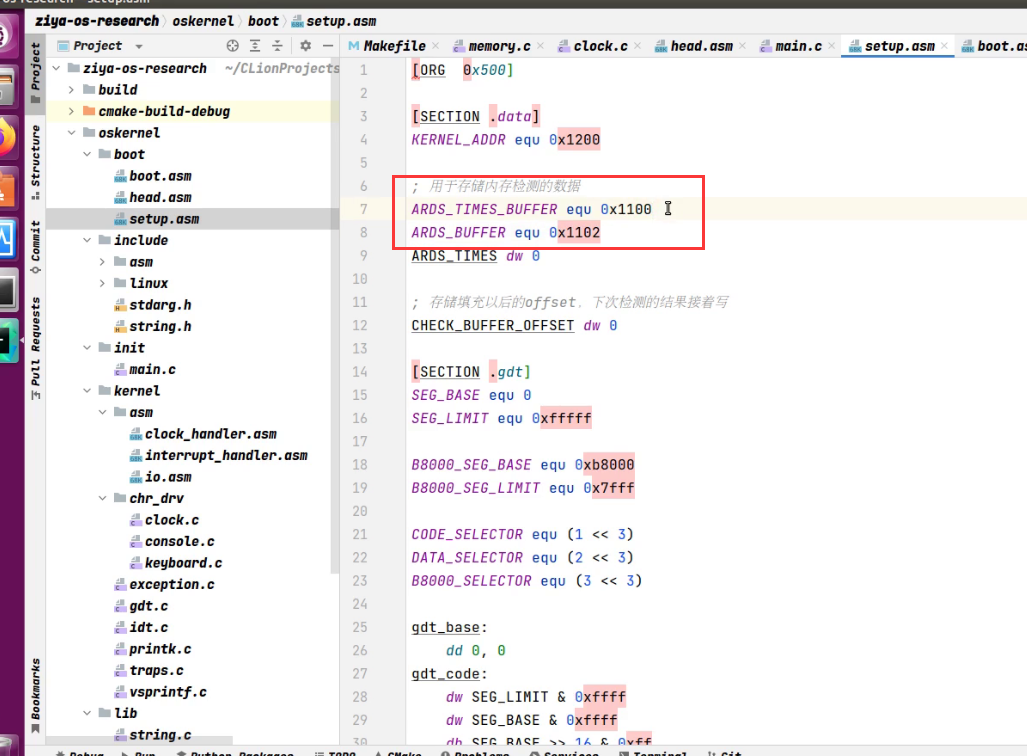 ziya-os-research oskernel boot setup.asm
Project
Makefile memory.c clock.c head.asm main.c setup.asm
ziya-os-research ~/CLionProjects
build
cmake-build-debug
oskernel
boot
boot.asm
head.asm
setup.asm
include
asm
linux
stdarg.h
string.h
init
main.c
kernel
asm
clock_handler.asm
interrupt_handler.asm
io.asm
chr_drv
clock.c
console.c
keyboard.c
exception.c
gdt.c
idt.c
printk.c
traps.c
vsprintf.c
lib
string.c
Project
Structure
Commit
Pull Requests
Bookmarks
1 [ORG 0x500]
2
3 [SECTION .data]
4 KERNEL_ADDR equ 0x1200
5
6 ; 用于存储内存检测的数据
7 ARDS_TIMES_BUFFER equ 0x1100
8 ARDS_BUFFER equ 0x1102
9 ARDS_TIMES dw 0
10
11 ; 存储填充以后的offset，下次检测的结果接着写
12 CHECK_BUFFER_OFFSET dw 0
13
14 [SECTION .gdt]
15 SEG_BASE equ 0
16 SEG_LIMIT equ 0xfffff
17
18 B8000_SEG_BASE equ 0xb8000
19 B8000_SEG_LIMIT equ 0x7fff
20
21 CODE_SELECTOR equ (1 << 3)
22 DATA_SELECTOR equ (2 << 3)
23 B8000_SELECTOR equ (3 << 3)
24
25 gdt_base:
26 dd 0, 0
27 gdt_code:
28 dw SEG_LIMIT & 0xffff
29 dw SEG_BASE & 0xffff
30 db SEG_BASE >> 16 & 0xff